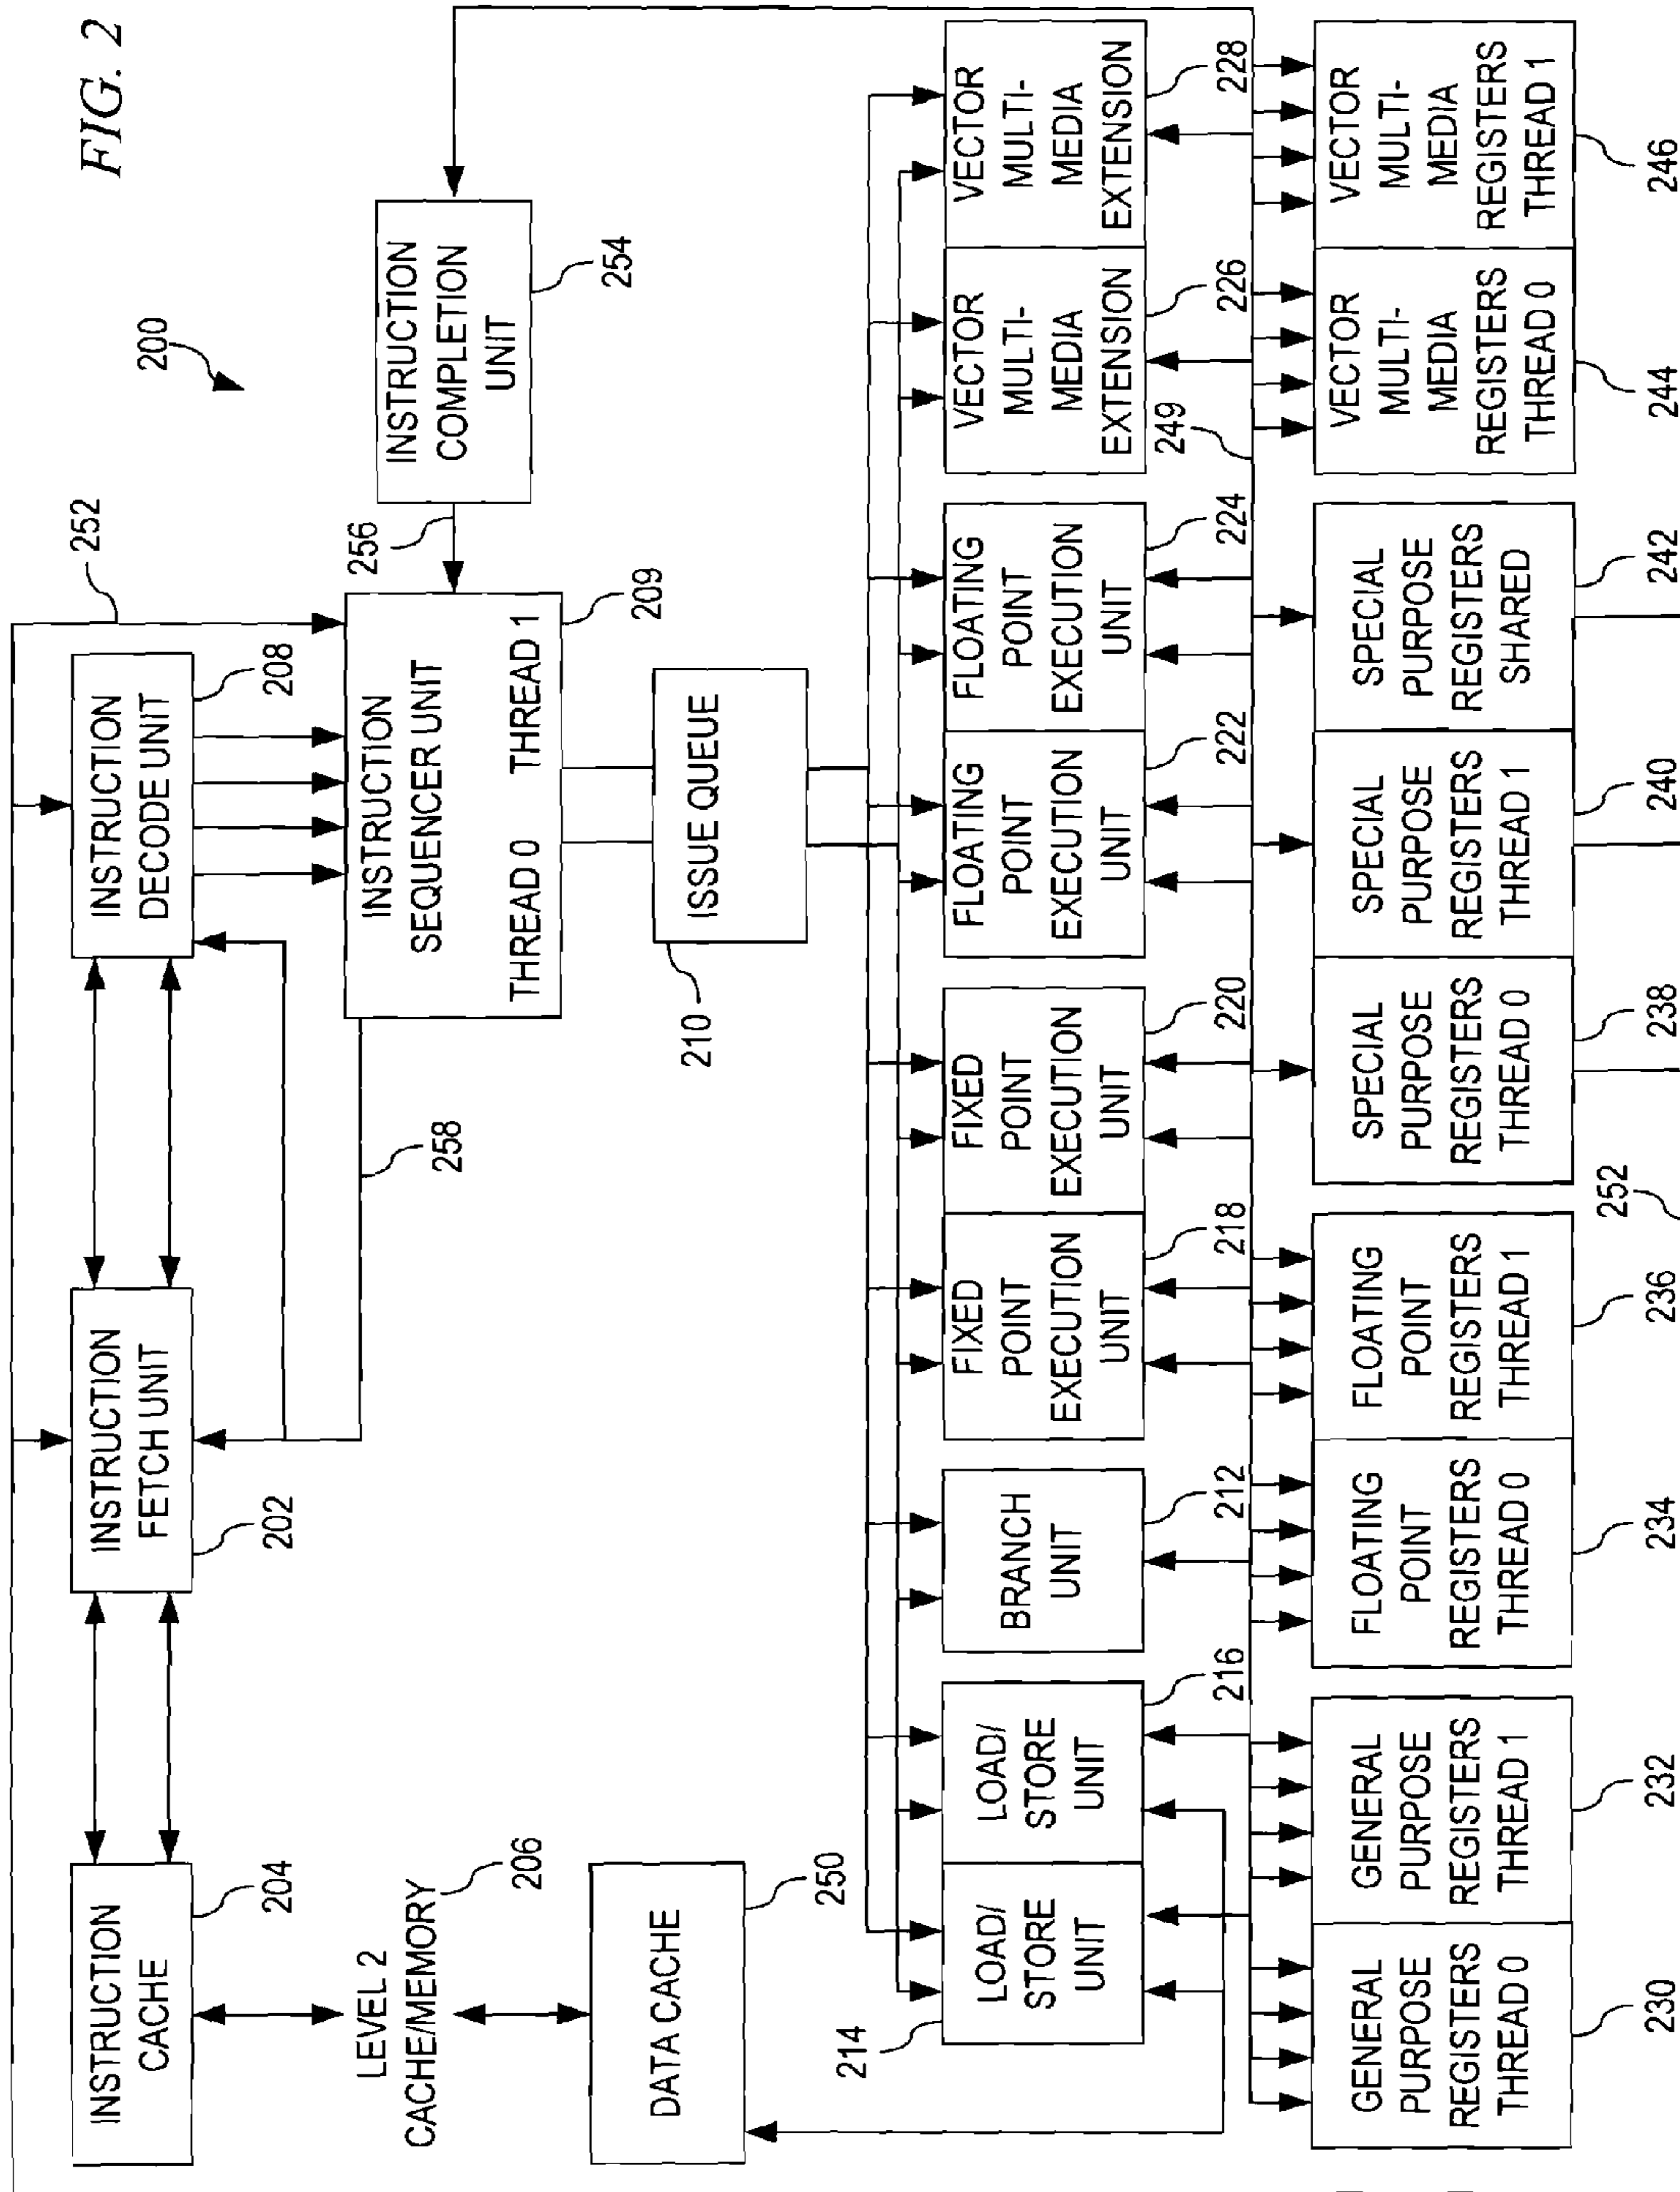 FIG. 2
200
252
INSTRUCTION
CACHE
204
INSTRUCTION
FETCH UNIT
202
INSTRUCTION
DECODE UNIT
208
LEVEL 2
CACHE/MEMORY
206
258
INSTRUCTION
SEQUENCER UNIT
THREAD 0
THREAD 1
209
256
INSTRUCTION
COMPLETION
UNIT
254
DATA CACHE
250
210
ISSUE QUEUE
214
LOAD/
STORE
UNIT
LOAD/
STORE
UNIT
216
BRANCH
UNIT
212
FIXED
POINT
EXECUTION
UNIT
218
FIXED
POINT
EXECUTION
UNIT
220
FLOATING
POINT
EXECUTION
UNIT
222
FLOATING
POINT
EXECUTION
UNIT
224
VECTOR
MULTI-
MEDIA
EXTENSION
226
VECTOR
MULTI-
MEDIA
EXTENSION
228
249
GENERAL
PURPOSE
REGISTERS
THREAD 0
230
GENERAL
PURPOSE
REGISTERS
THREAD 1
232
FLOATING
POINT
REGISTERS
THREAD 0
234
FLOATING
POINT
REGISTERS
THREAD 1
236
252
SPECIAL
PURPOSE
REGISTERS
THREAD 0
238
SPECIAL
PURPOSE
REGISTERS
THREAD 1
240
SPECIAL
PURPOSE
REGISTERS
SHARED
242
VECTOR
MULTI-
MEDIA
REGISTERS
THREAD 0
244
VECTOR
MULTI-
MEDIA
REGISTERS
THREAD 1
246